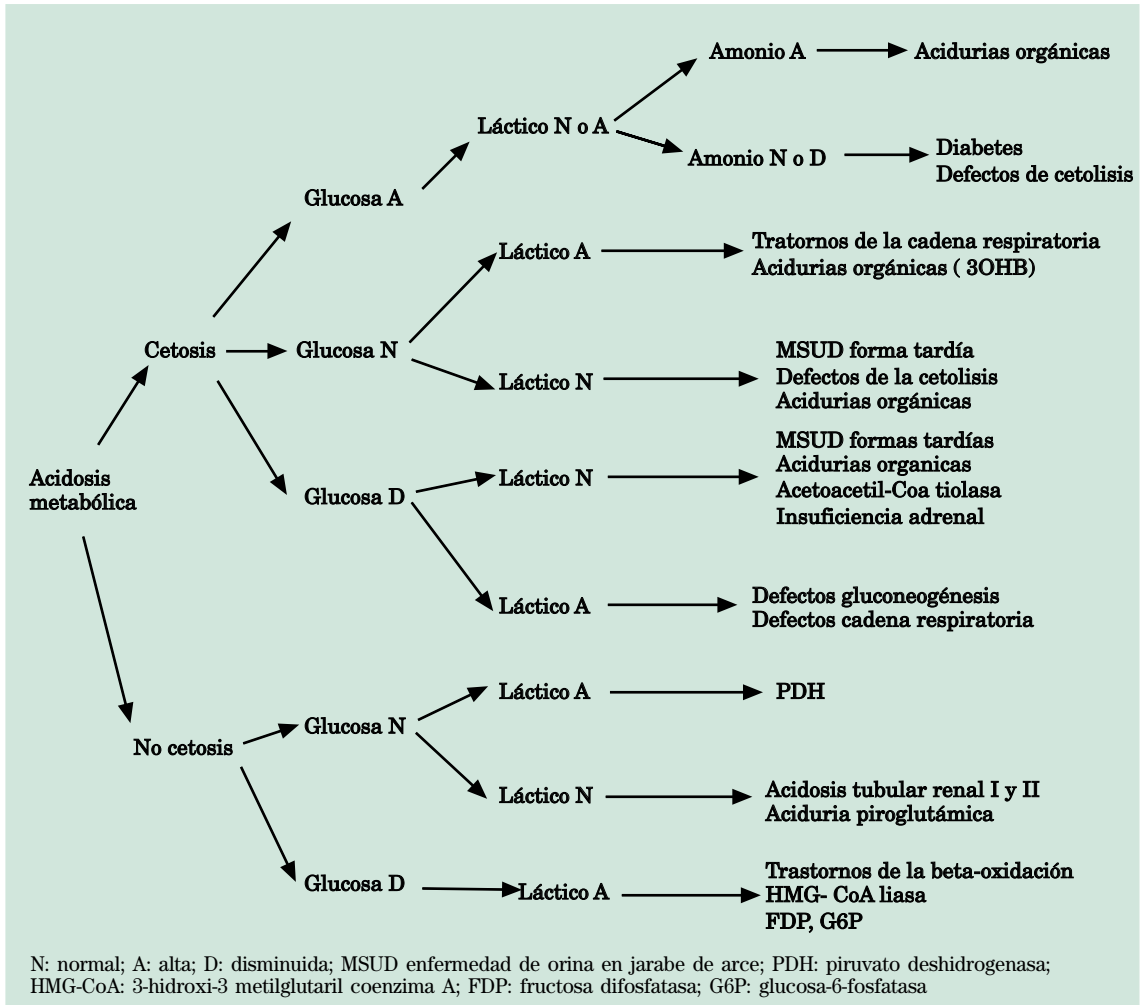 Amonio A
Acidurias orgánicas
Láctico N o A
Amonio N o D
Diabetes
Defectos de cetolisis
Glucosa A
Láctico A
Tratornos de la cadena respiratoria
Acidurias orgánicas ( 3OHB)
Cetosis
Glucosa N
Láctico N
MSUD forma tardía
Defectos de la cetolisis
Acidurias orgánicas
Acidosis
metabólica
Glucosa D
Láctico N
MSUD formas tardías
Acidurias organicas
Acetoacetil-Coa tiolasa
Insuficiencia adrenal
Láctico A
Defectos gluconeogénesis
Defectos cadena respiratoria
No cetosis
Glucosa N
Láctico A
PDH
Láctico N
Acidosis tubular renal I y II
Aciduria piroglutámica
Glucosa D
Láctico A
Trastornos de la beta-oxidación
HMG- CoA liasa
FDP, G6P
N: normal; A: alta; D: disminuida; MSUD enfermedad de orina en jarabe de arce; PDH: piruvato deshidrogenasa;
HMG-CoA: 3-hidroxi-3 metilglutaril coenzima A; FDP: fructosa difosfatasa; G6P: glucosa-6-fosfatasa